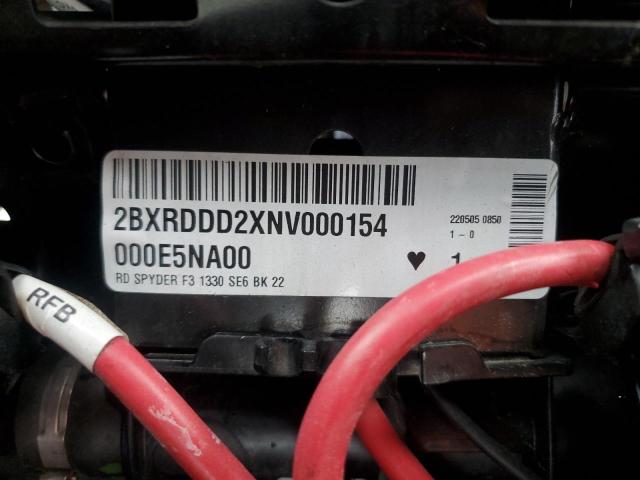 2BXRDDD2XNV000154
220505 0850
1-0
000E5NA00
♥ 1
RD SPYDER F3 1330 SE6 BK 22
RFB